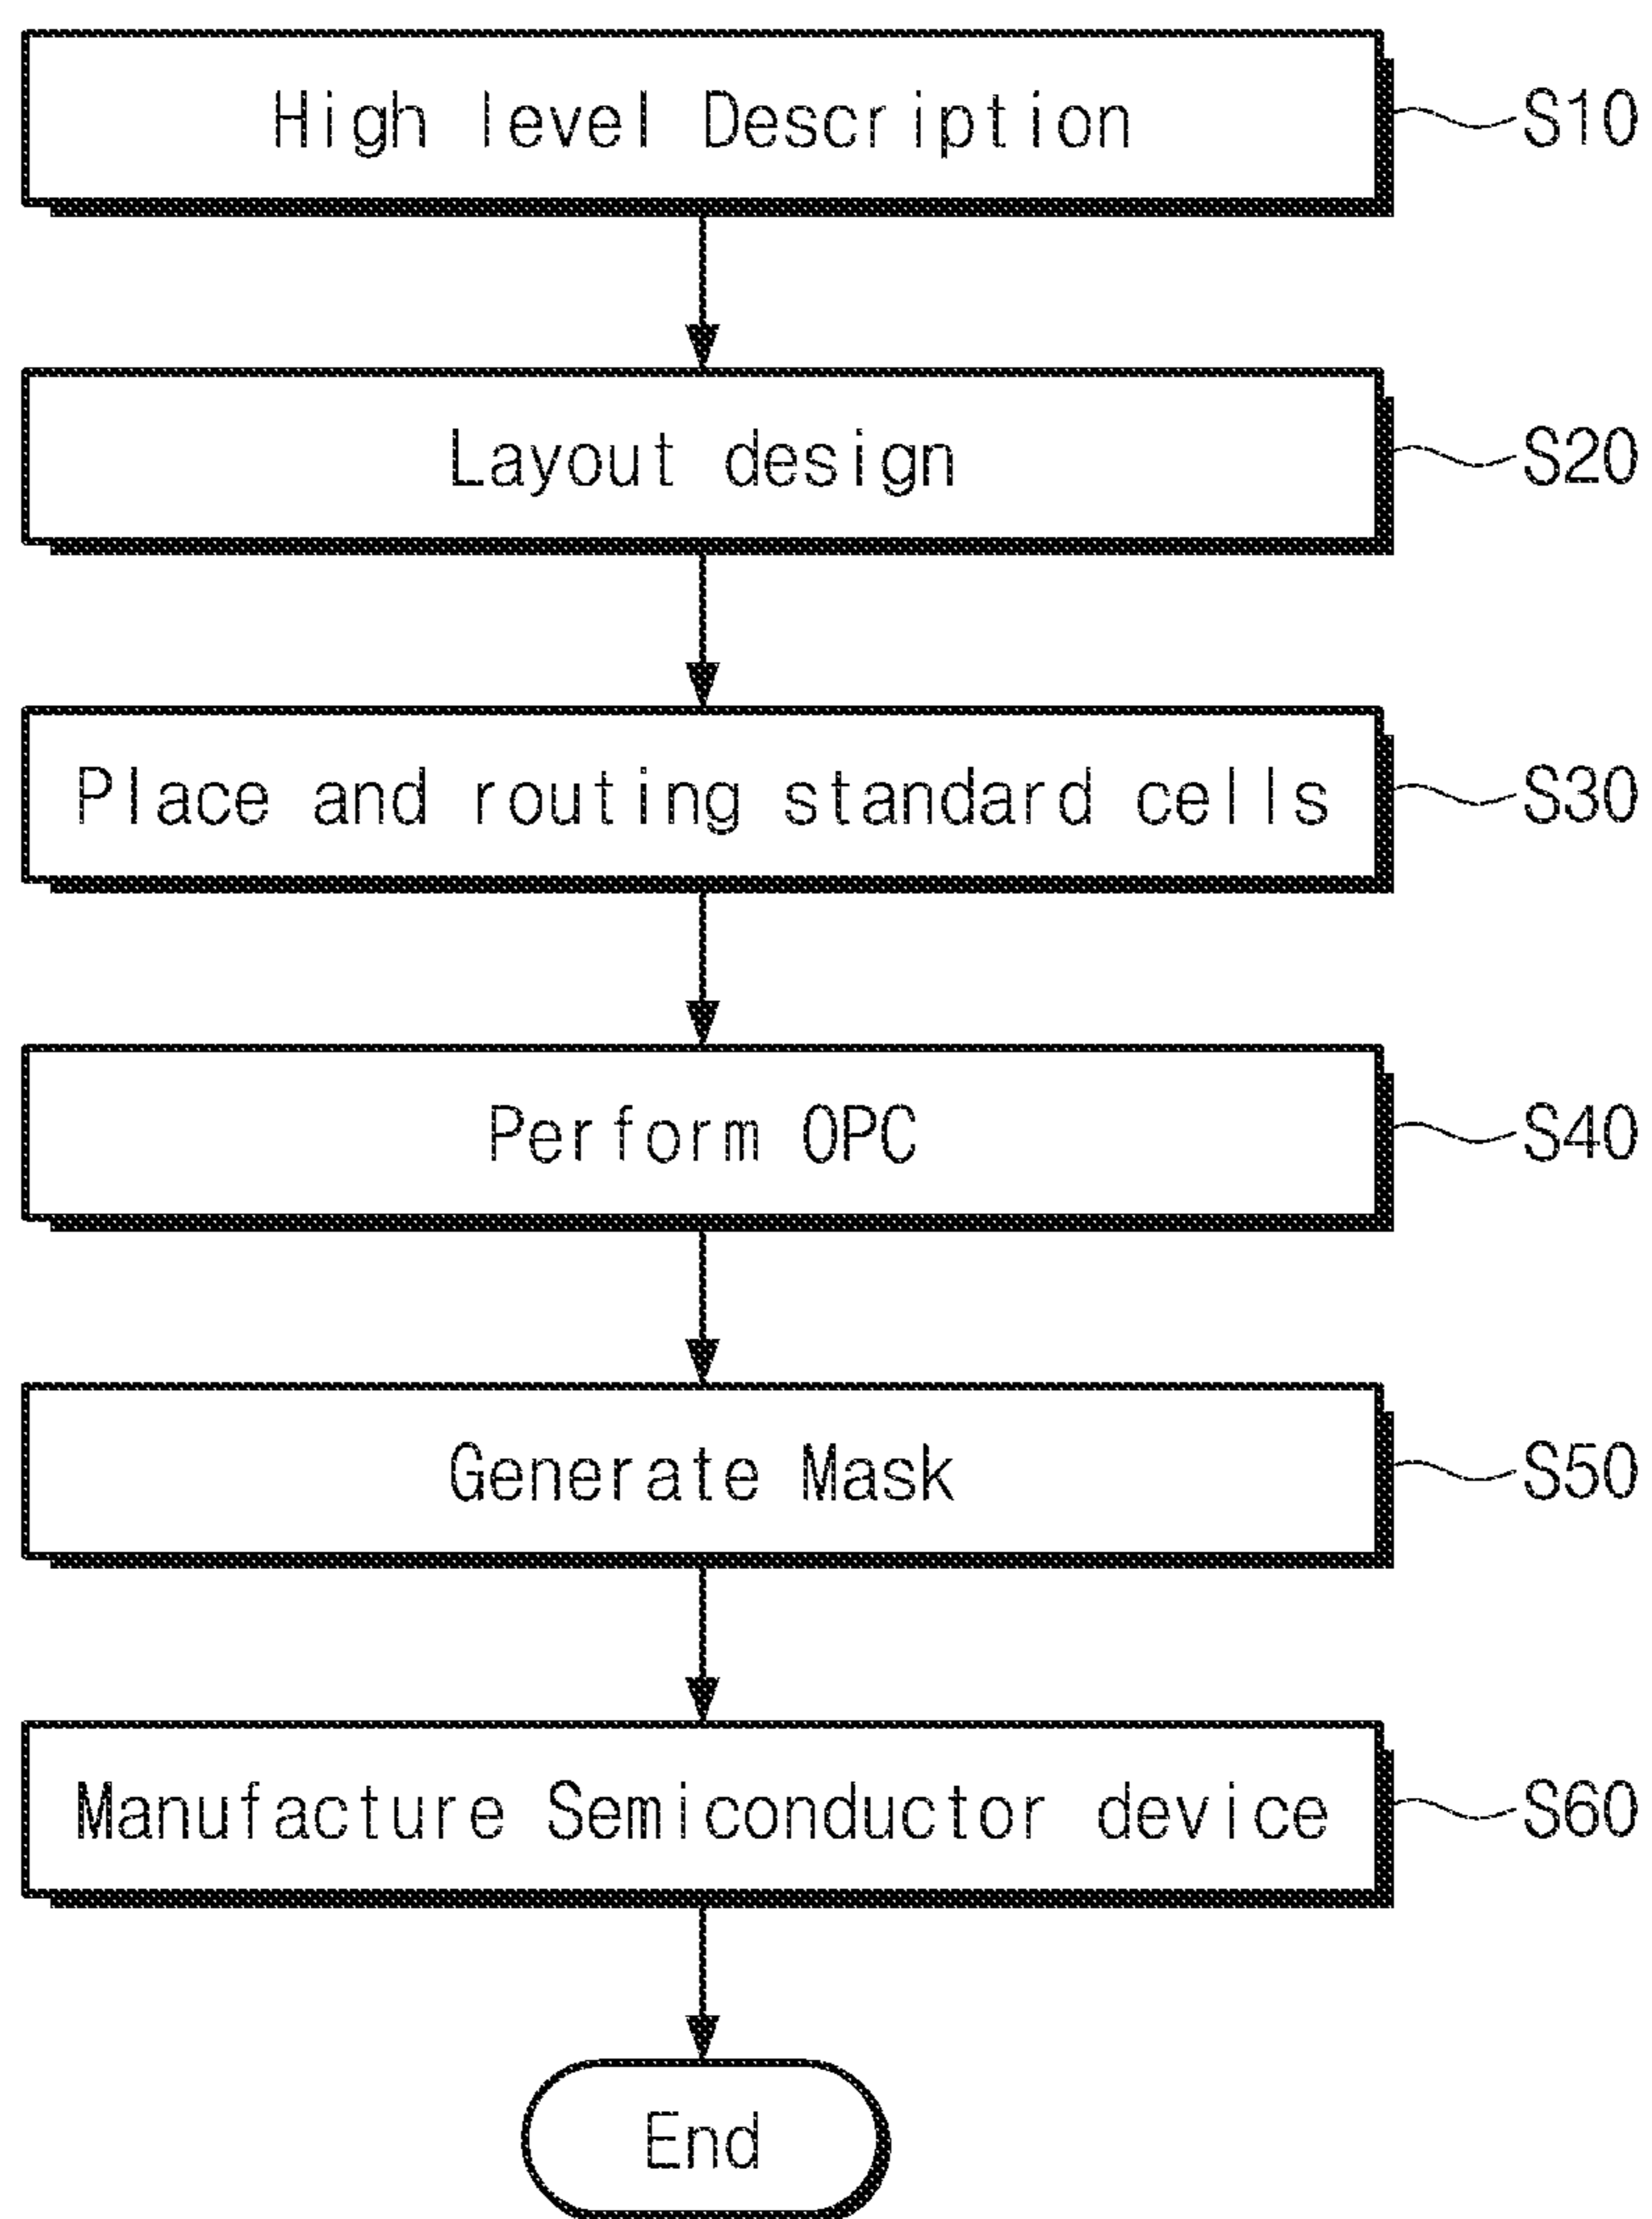 High level Description
S10
Layout design
S20
Place and routing standard cells
S30
Perform OPC
S40
Generate Mask
S50
Manufacture Semiconductor device
S60
End